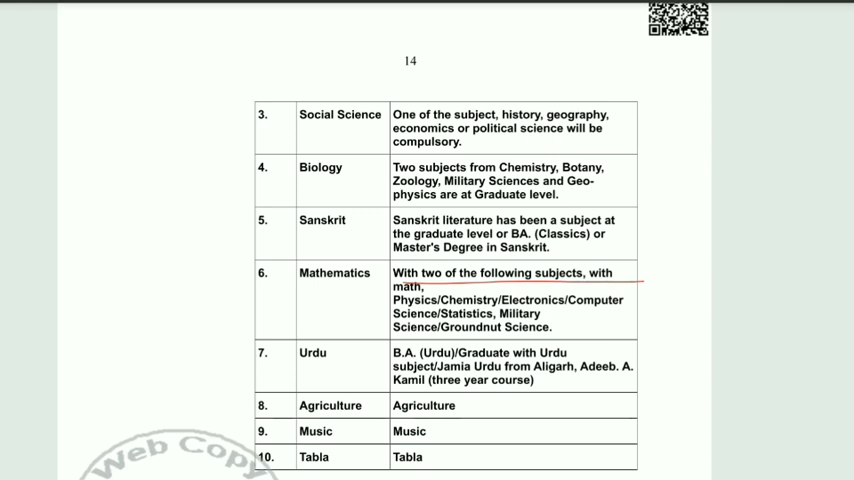 14
3. Social Science One of the subject, history, geography,
economics or political science will be
compulsory.
4. Biology Two subjects from Chemistry, Botany,
Zoology, Military Sciences and Geo-
physics are at Graduate level.
5. Sanskrit Sanskrit literature has been a subject at
the graduate level or BA. (Classics) or
Master's Degree in Sanskrit.
6. Mathematics With two of the following subjects, with
math,
Physics/Chemistry/Electronics/Computer
Science/Statistics, Military
Science/Groundnut Science.
7. Urdu B.A. (Urdu)/Graduate with Urdu
subject/Jamia Urdu from Aligarh, Adeeb. A.
Kamil (three year course)
8. Agriculture Agriculture
9. Music Music
10. Tabla Tabla
Web Copy